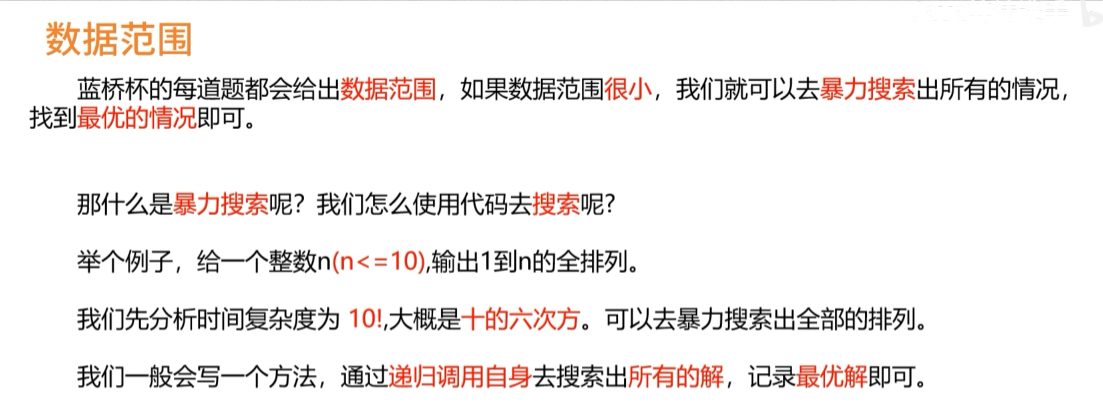 数据范围
蓝桥杯的每道题都会给出数据范围，如果数据范围很小，我们就可以去暴力搜索出所有的情况，
找到最优的情况即可。
那什么是暴力搜索呢？我们怎么使用代码去搜索呢？
举个例子，给一个整数n(n<=10),输出1到n的全排列。
我们先分析时间复杂度为 10!,大概是十的六次方。可以去暴力搜索出全部的排列。
我们一般会写一个方法，通过递归调用自身去搜索出所有的解，记录最优解即可。